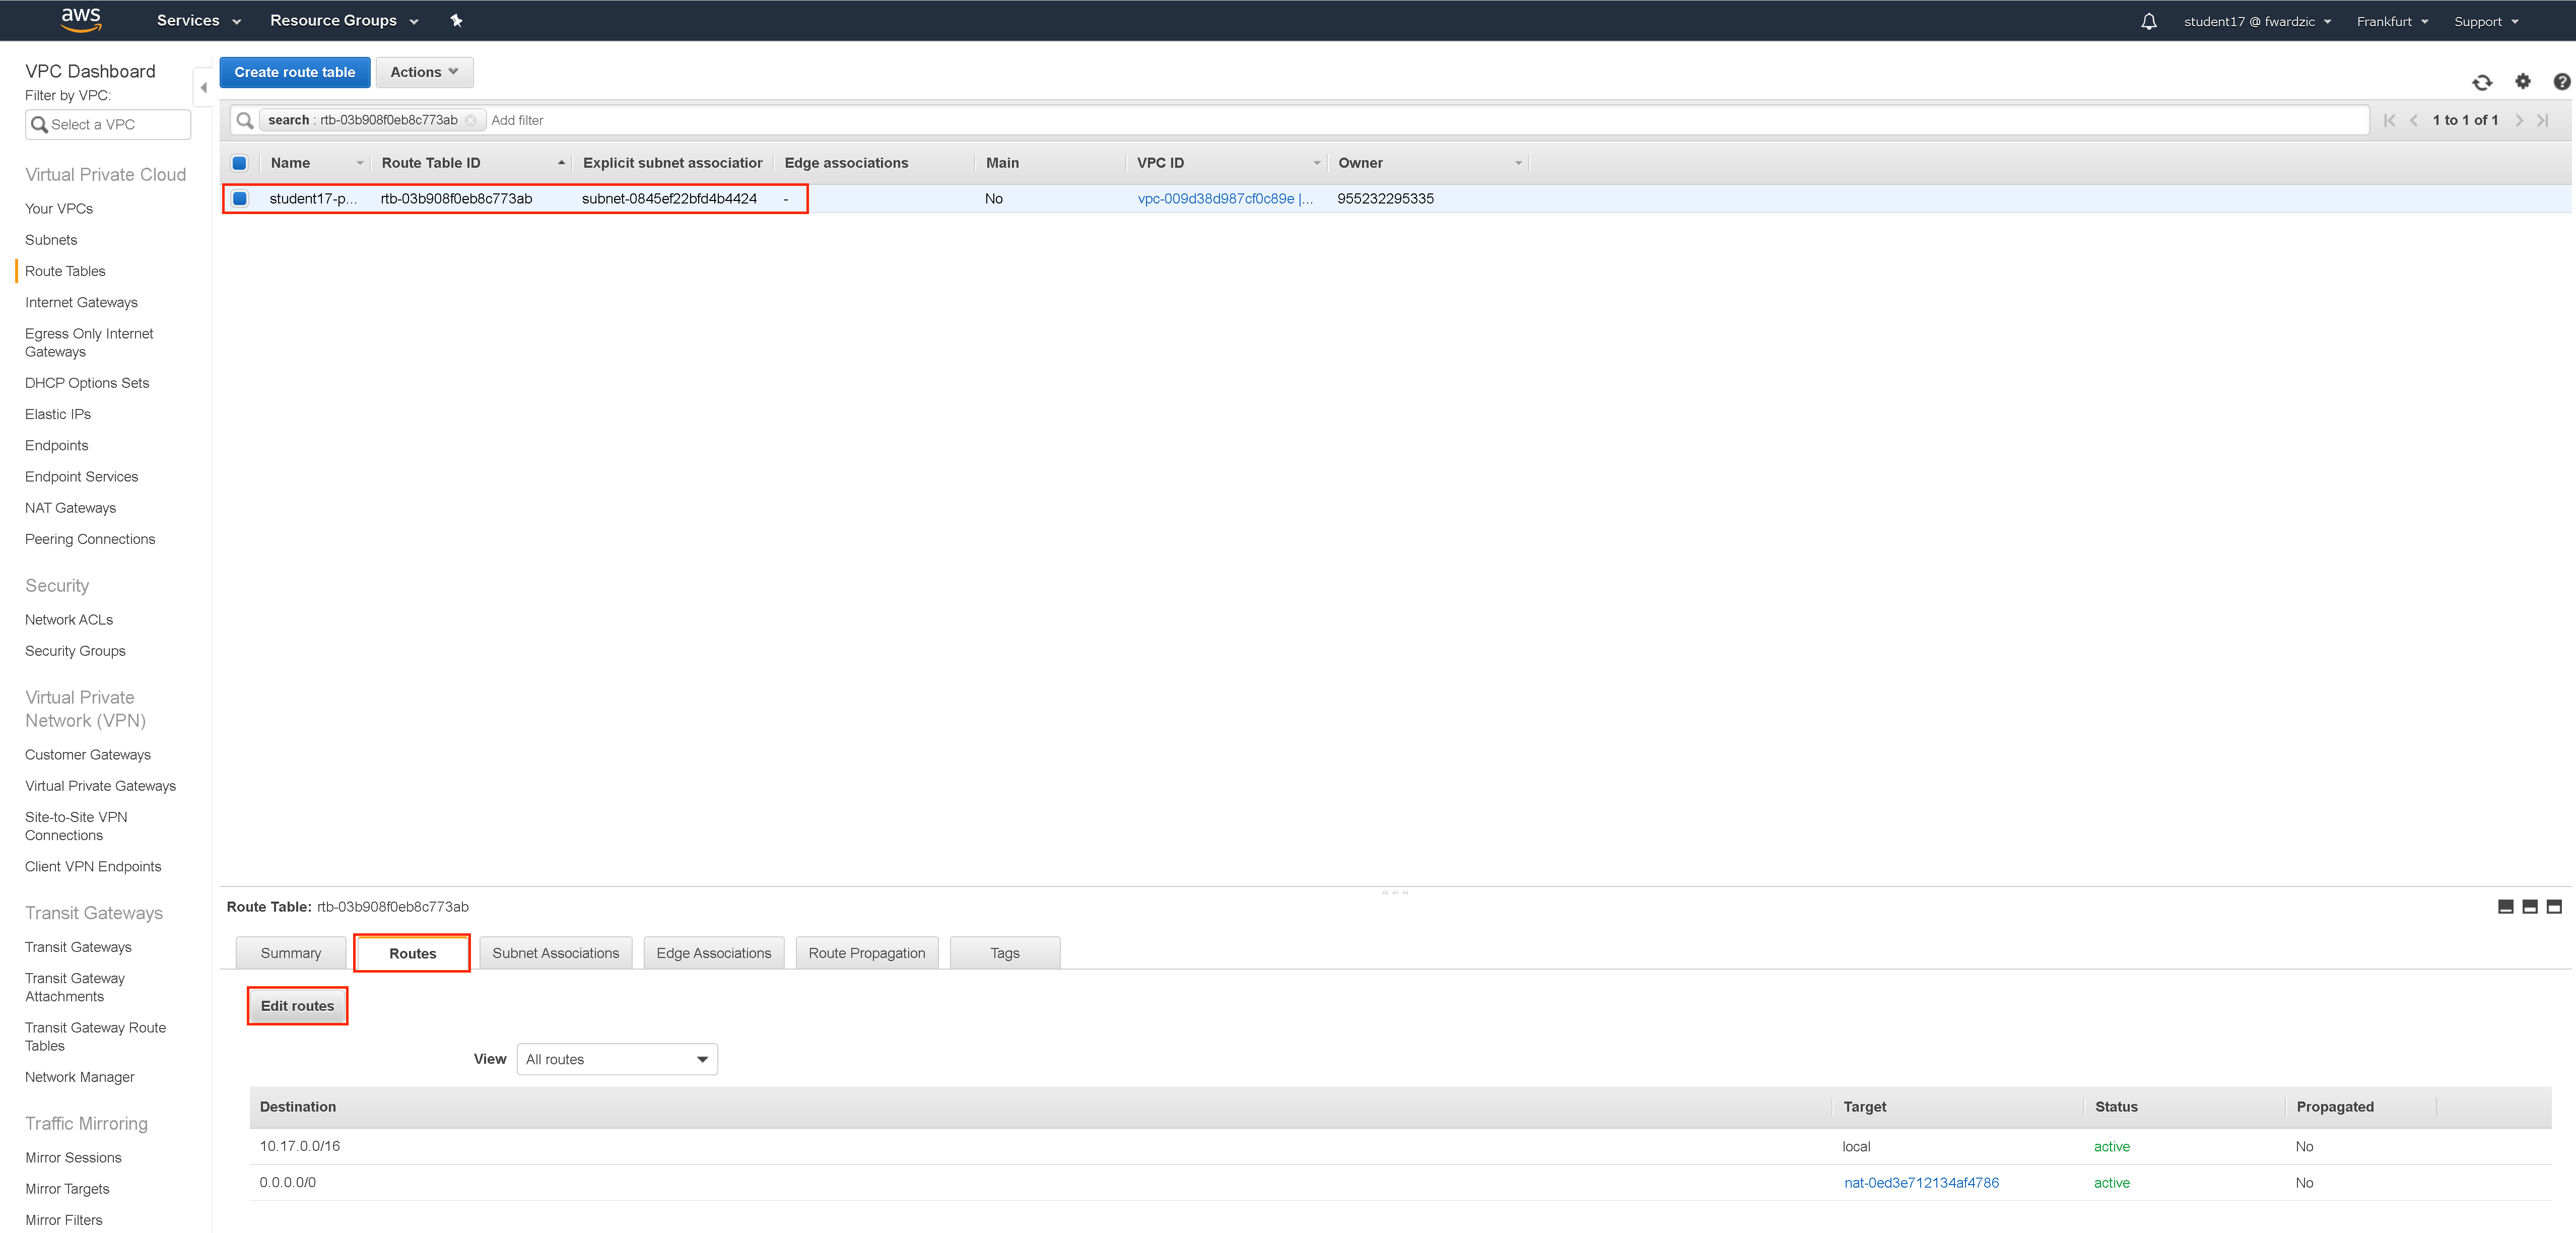 aws
Services
Resource Groups
student17 @ fwardzic
Frankfurt
Support
VPC Dashboard
Filter by VPC:
Select a VPC
Virtual Private Cloud
Your VPCs
Subnets
Route Tables
Internet Gateways
Egress Only Internet
Gateways
DHCP Options Sets
Elastic IPs
Endpoints
Endpoint Services
NAT Gateways
Peering Connections
Security
Network ACLs
Security Groups
Virtual Private
Network (VPN)
Customer Gateways
Virtual Private Gateways
Site-to-Site VPN
Connections
Client VPN Endpoints
Transit Gateways
Transit Gateways
Transit Gateway
Attachments
Transit Gateway Route
Tables
Network Manager
Traffic Mirroring
Mirror Sessions
Mirror Targets
Mirror Filters
Create route table
Actions
search : rtb-03b908f0eb8c773ab
Add filter
1 to 1 of 1
Name Route Table ID Explicit subnet association Edge associations Main VPC ID Owner
student17-p... rtb-03b908f0eb8c773ab subnet-0845ef22bfd4b4424 - No vpc-009d38d987cf0c89e |... 955232295335
Route Table: rtb-03b908f0eb8c773ab
Summary Routes Subnet Associations Edge Associations Route Propagation Tags
Edit routes
View All routes
Destination Target Status Propagated
10.17.0.0/16 local active No
0.0.0.0/0 nat-0ed3e712134af4786 active No